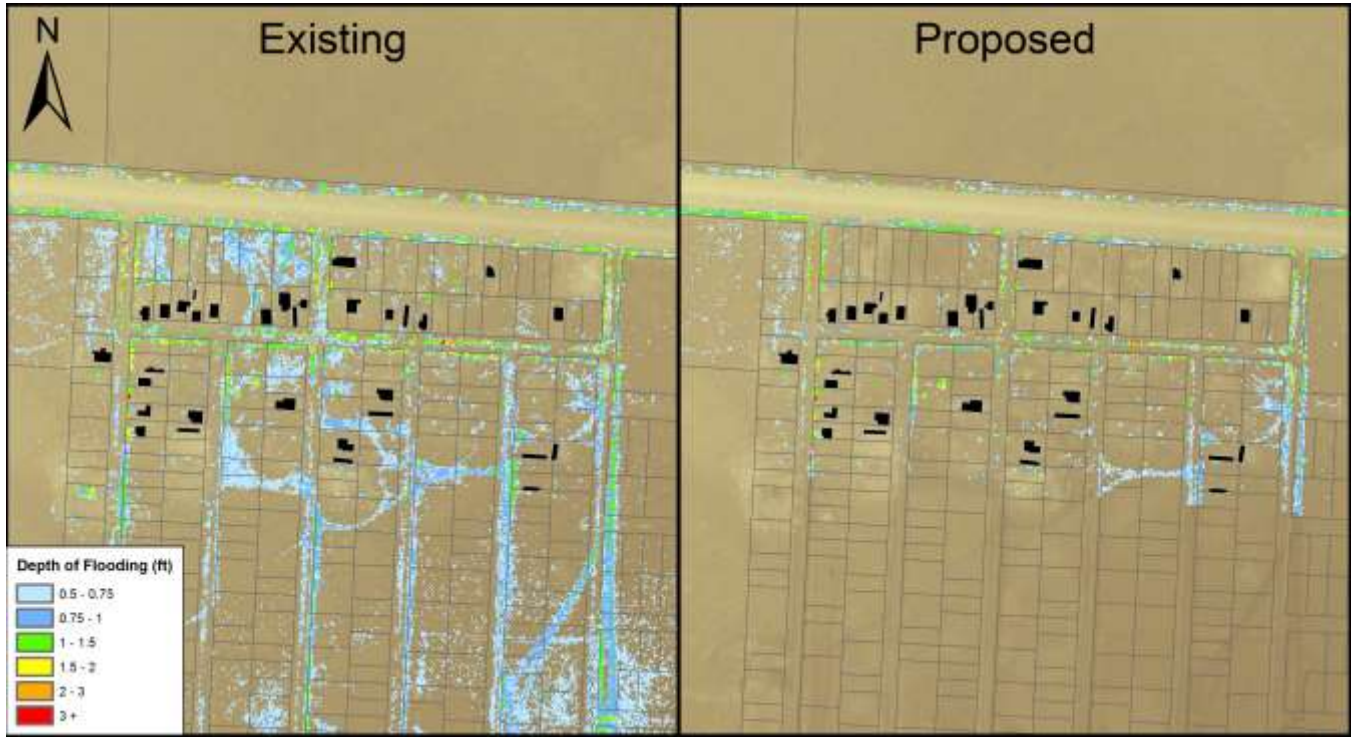 Existing
Proposed
N
Depth of Flooding (ft)
0.5 - 0.75
0.75 - 1
1 - 1.5
1.5 - 2
2 - 3
3 +